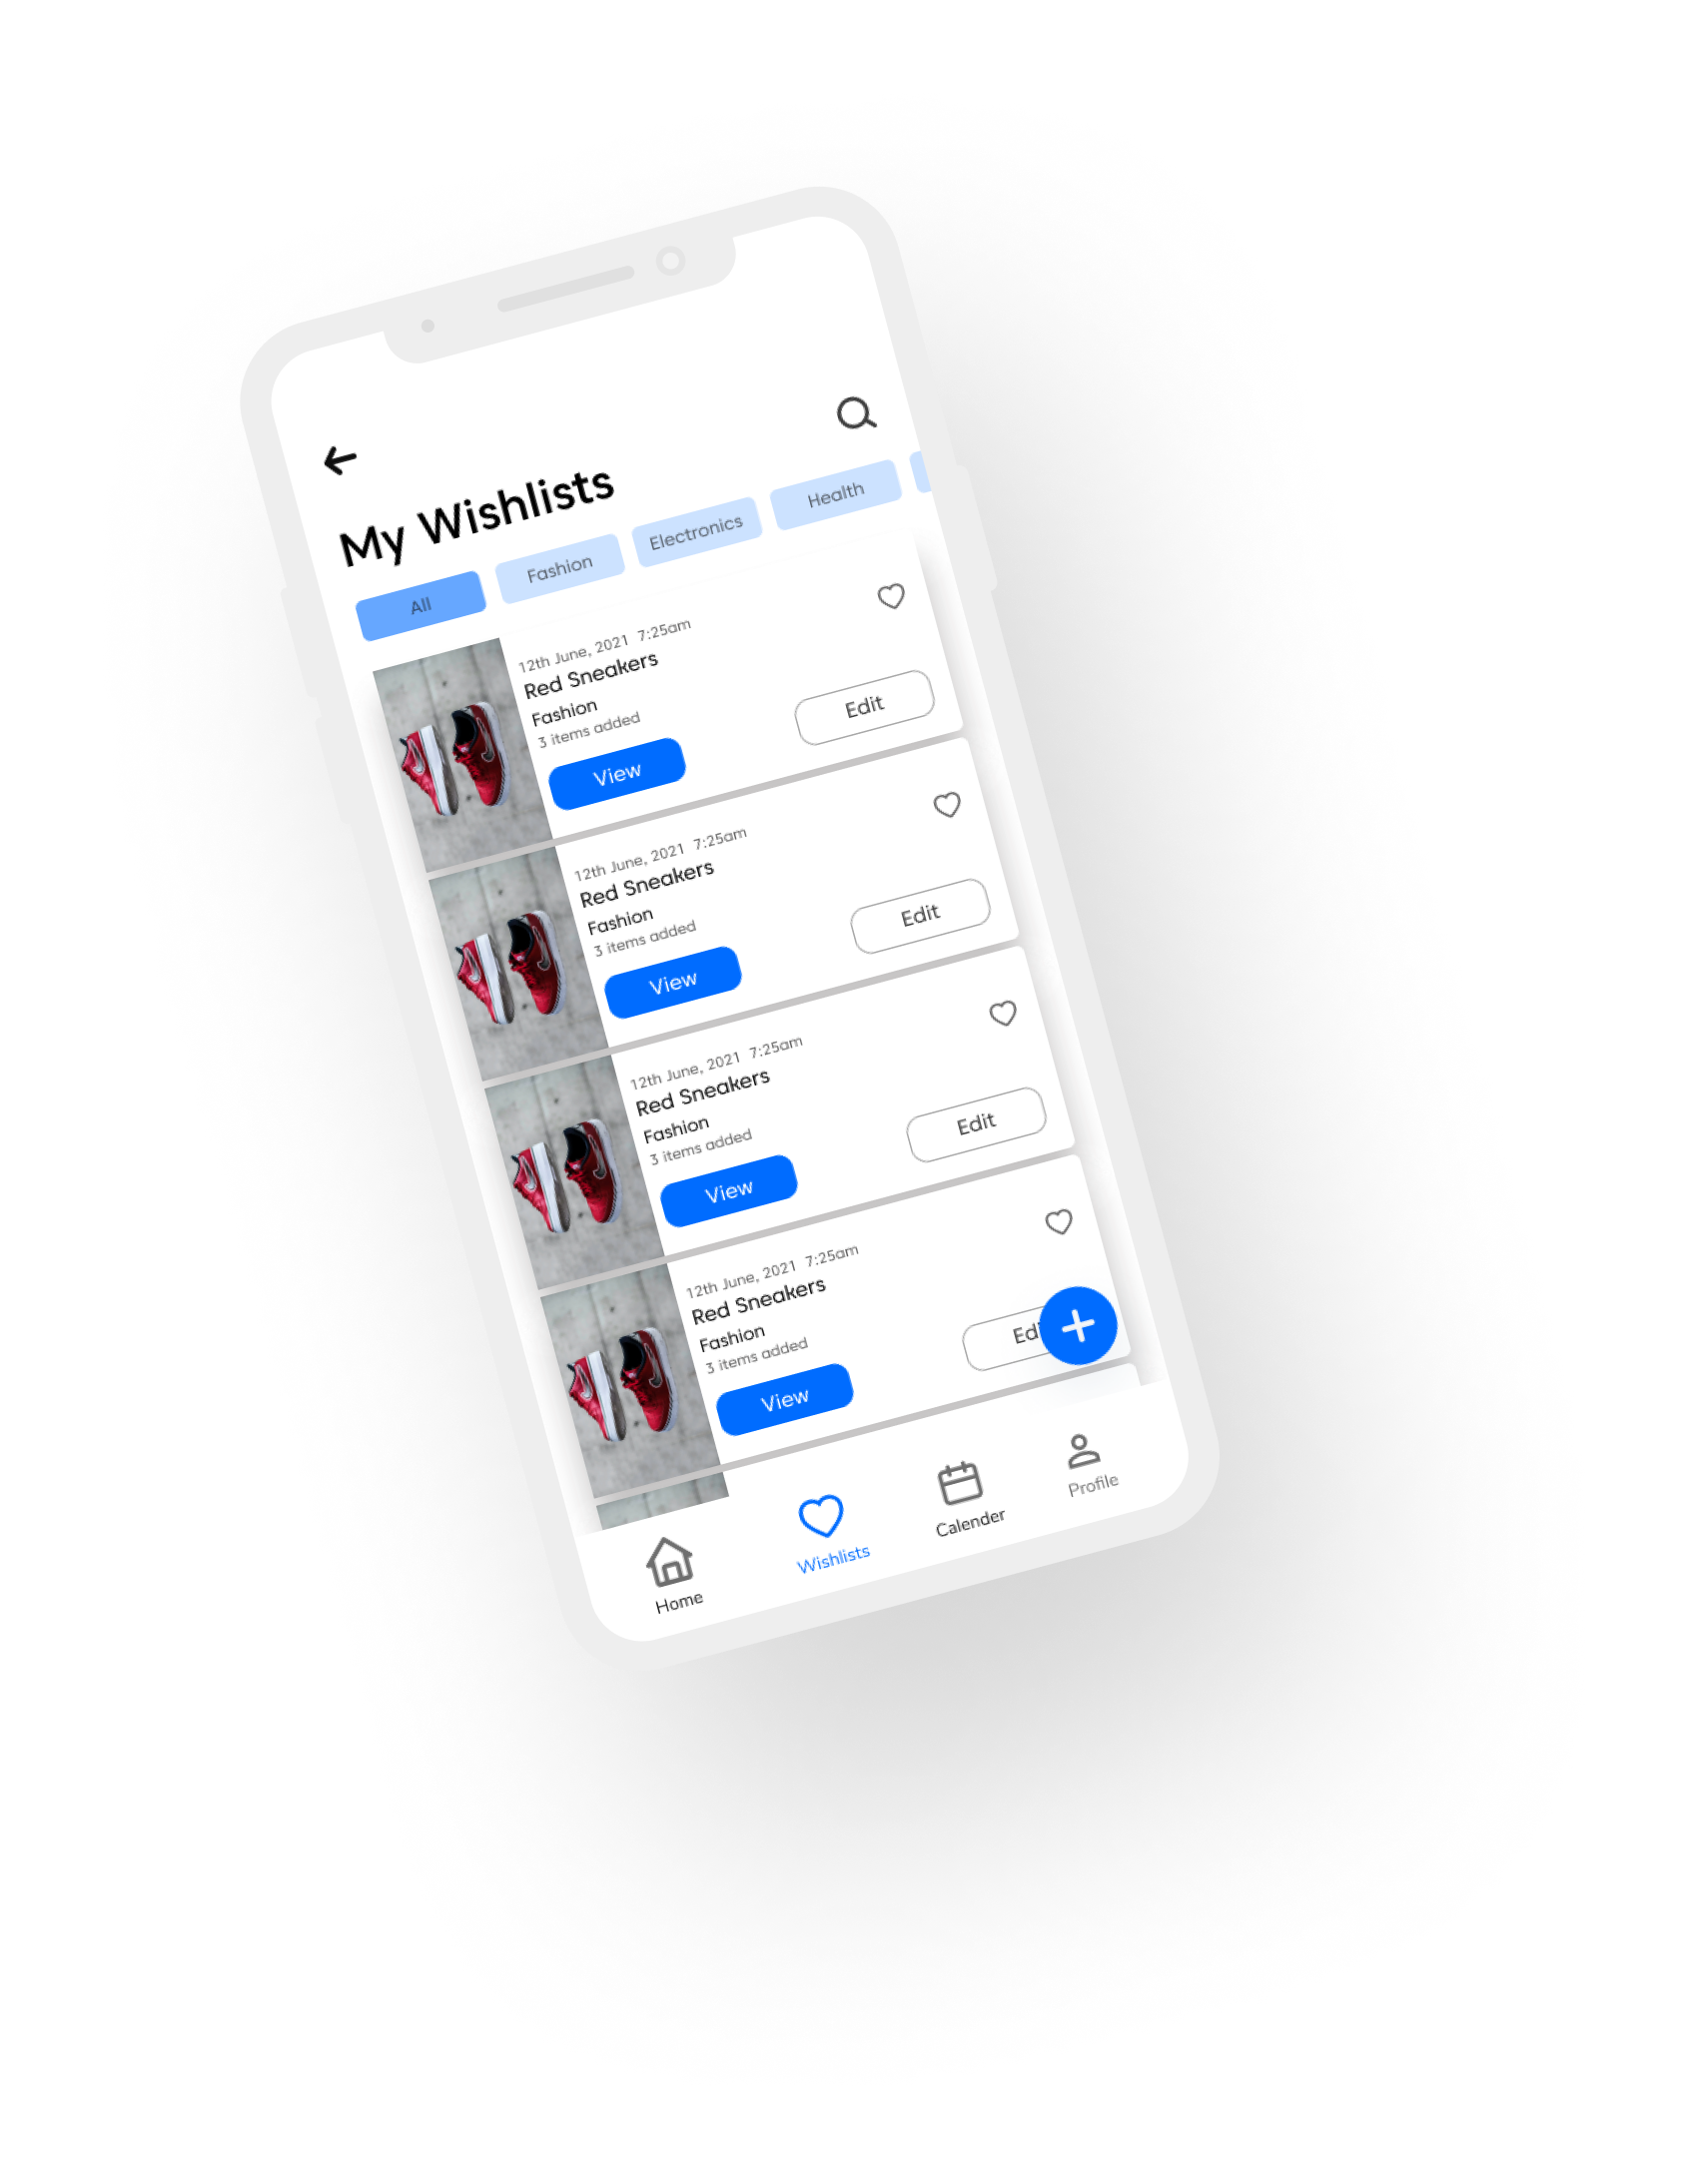 My Wishlists
All
Fashion
Electronics
Health
12th June, 2021 7:25am
Red Sneakers
Fashion
3 items added
View
Edit
12th June, 2021 7:25am
Red Sneakers
Fashion
3 items added
View
Edit
12th June, 2021 7:25am
Red Sneakers
Fashion
3 items added
View
Edit
12th June, 2021 7:25am
Red Sneakers
Fashion
3 items added
View
Edi
Home
Wishlists
Calender
Profile